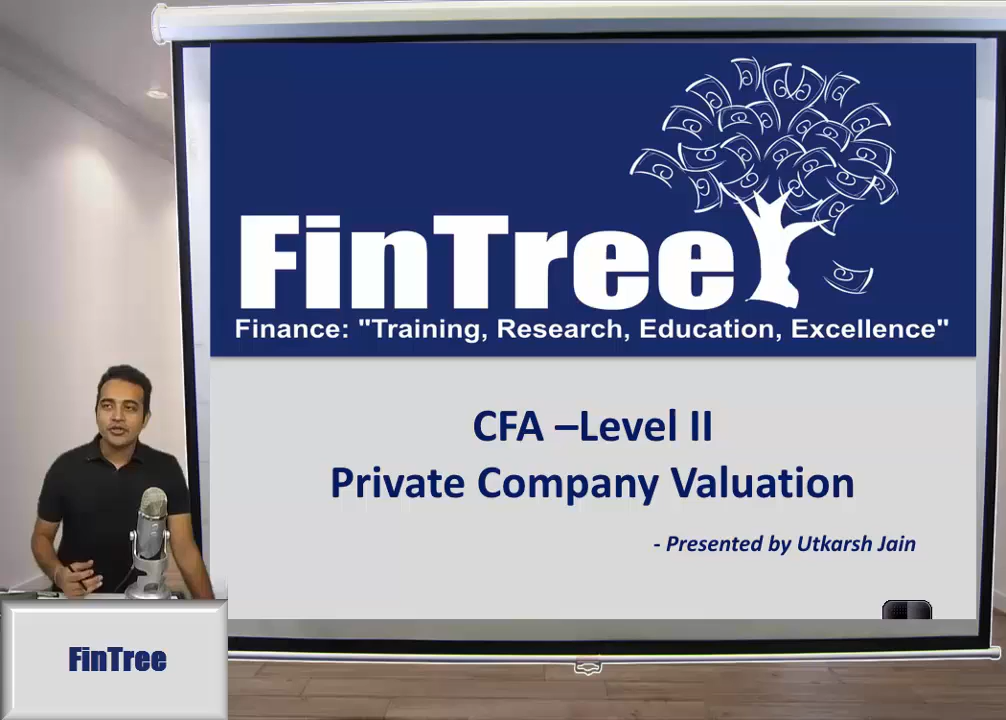 FinTree
Finance: "Training, Research, Education, Excellence"
CFA –Level II
Private Company Valuation
- Presented by Utkarsh Jain
FinTree